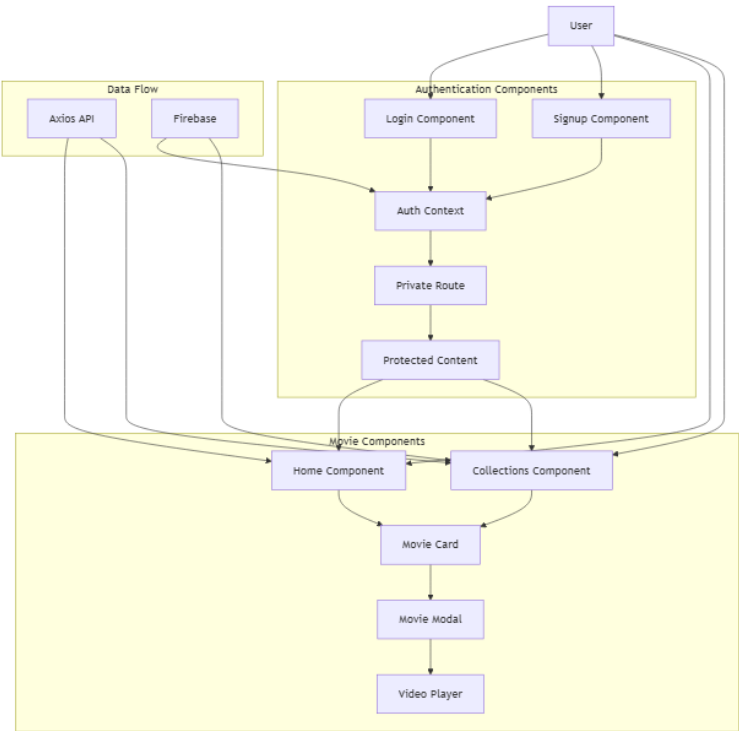 User
Data Flow
Authentication Components
Axios API
Firebase
Login Component
Signup Component
Auth Context
Private Route
Protected Content
Movie Components
Home Component
Collections Component
Movie Card
Movie Modal
Video Player